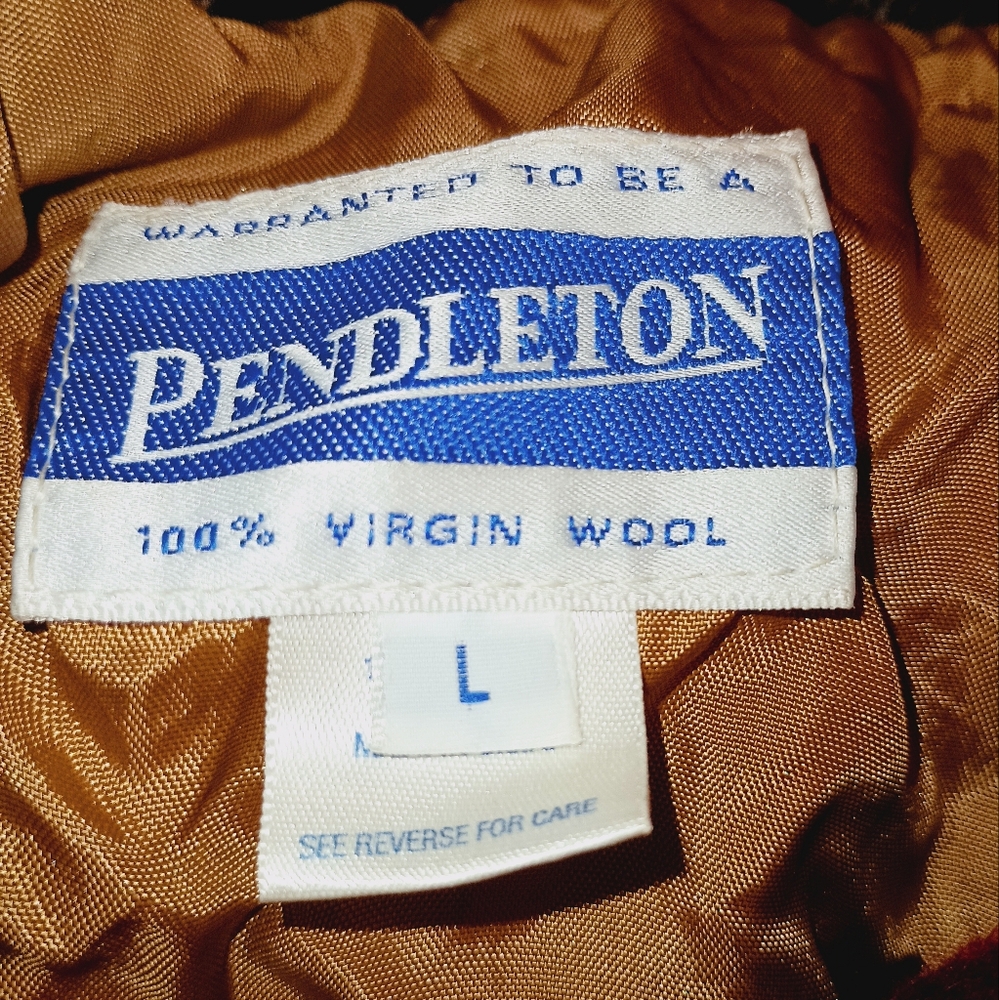 WARRANTED TO BE A
PENDLETON
100% VIRGIN WOOL
L
SEE REVERSE FOR CARE